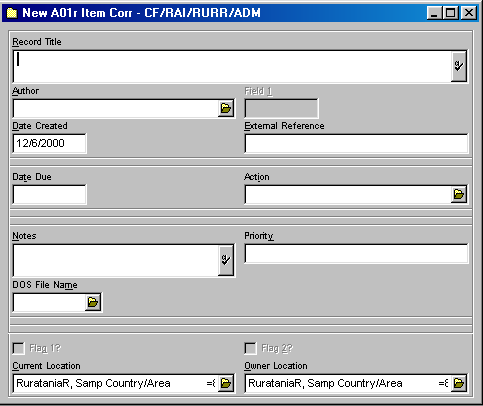 New A01r Item Corr - CF/RAI/RURR/ADM
Record Title
Author Field 1
Date Created External Reference
12/6/2000
Date Due Action
Notes Priority
DOS File Name
Flag 1? Flag 2?
Current Location Owner Location
RurataniaR, Samp Country/Area =& RurataniaR, Samp Country/Area =&